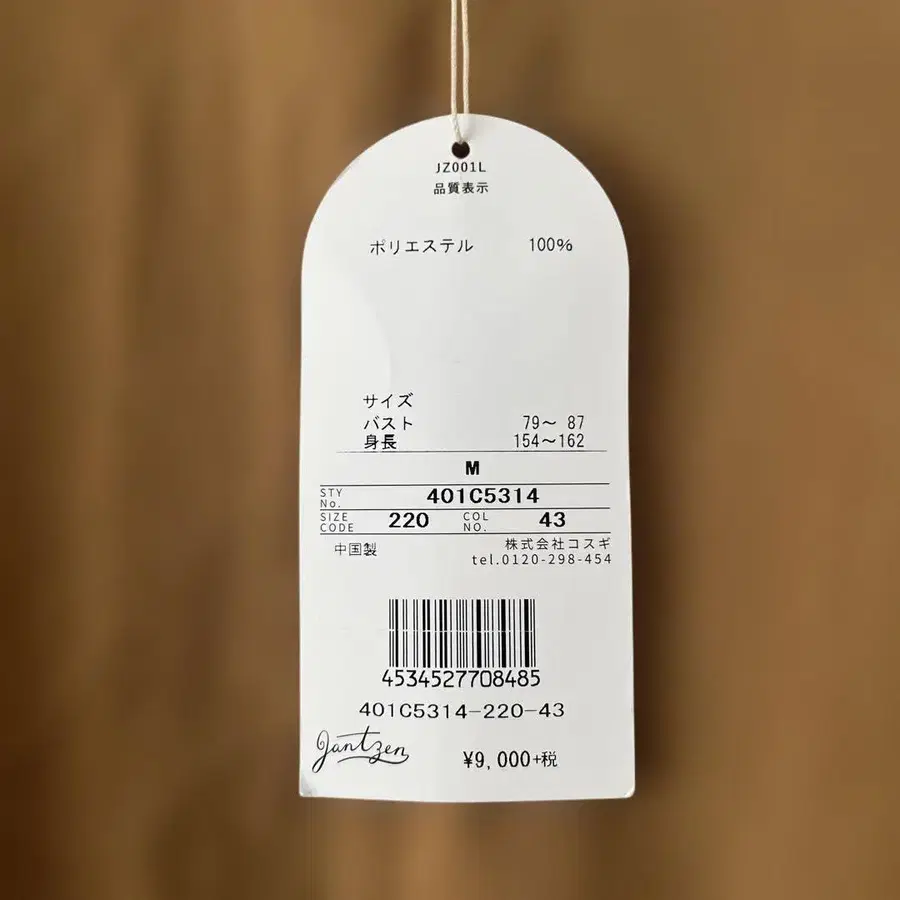 JZ001L
品質表示
ポリエステル 100%
サイズ
バスト 79〜 87
身長 154〜162
M
STY No. 401C5314
SIZE CODE 220 COL NO. 43
中国製 株式会社コスギ
tel.0120-298-454
4534527708485
401C5314-220-43
Jantzen ¥9,000+税